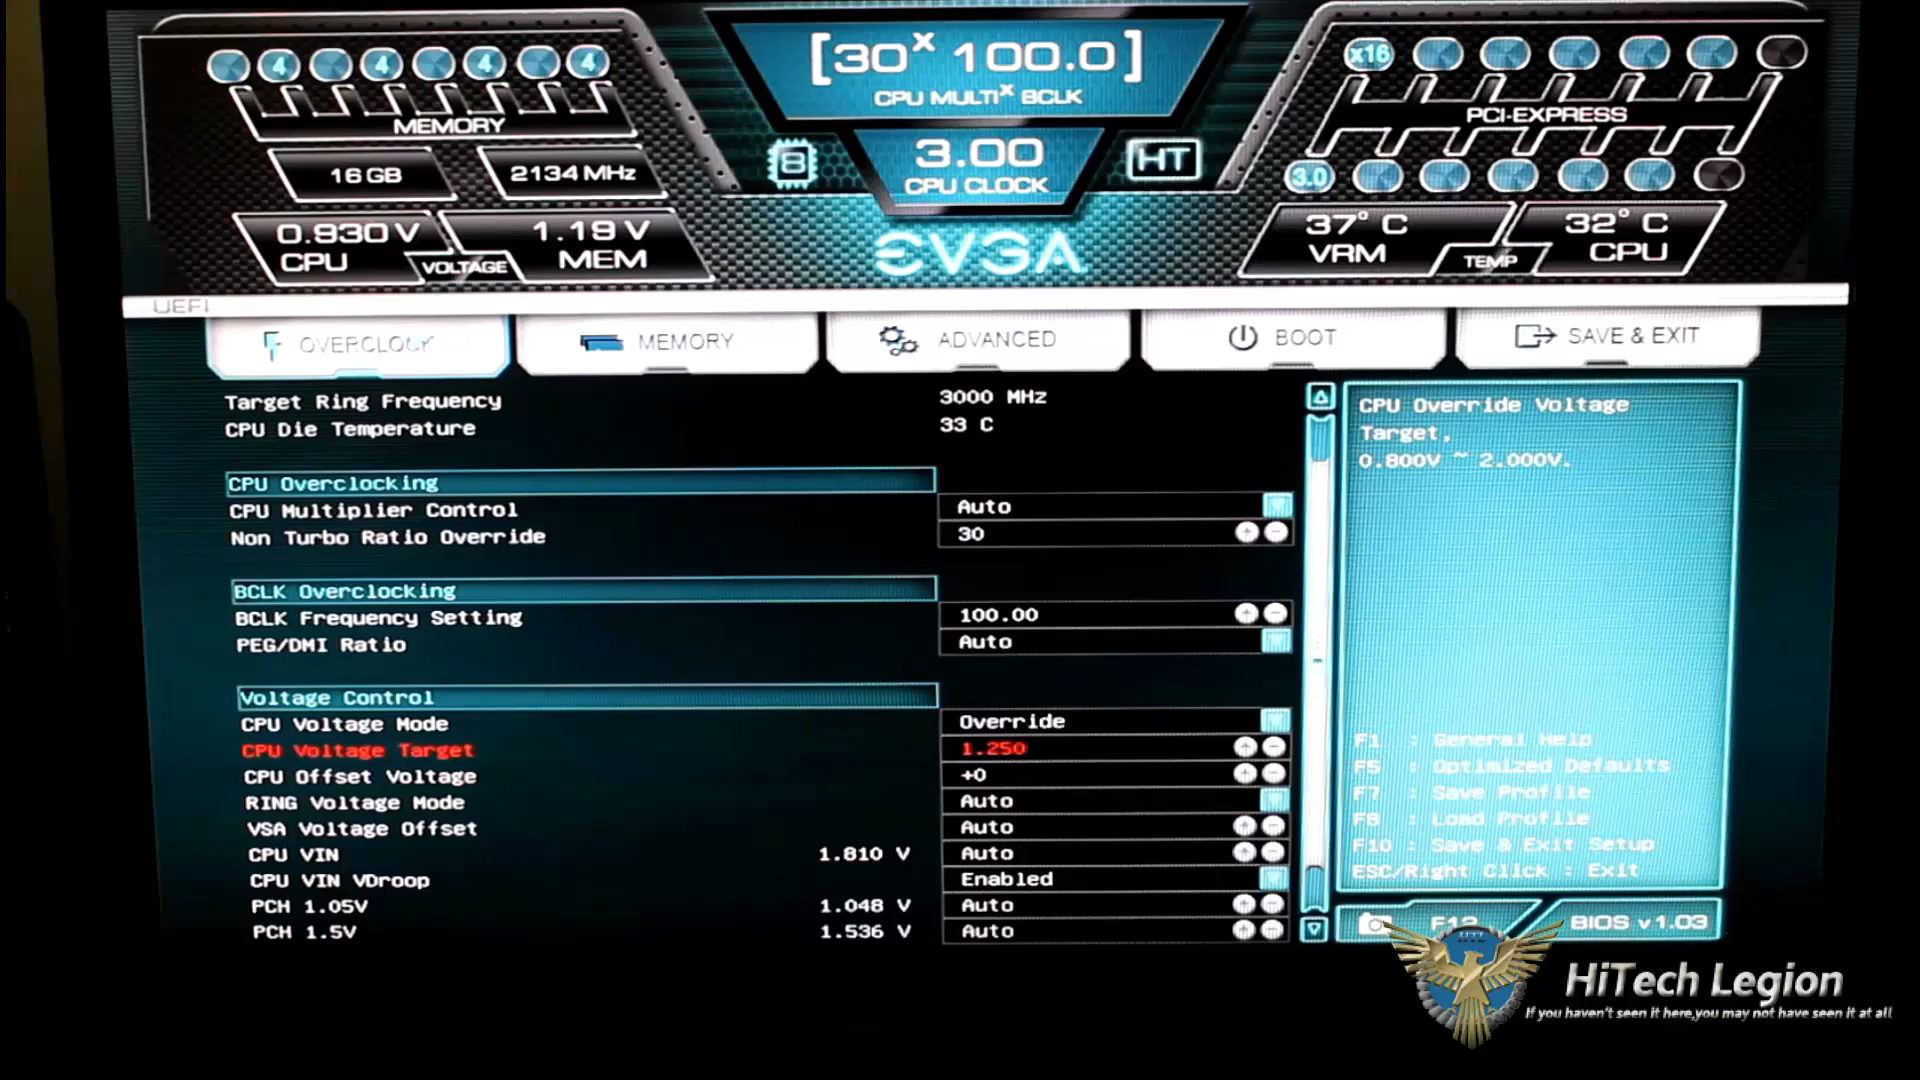 4 4 4 4
MEMORY
16GB
2134MHz
0.930V
CPU
VOLTAGE
1.19V
MEM
[30x 100.0]
CPU MULTIx BCLK
8
3.00
CPU CLOCK
HT
EVGA
x16
PCI-EXPRESS
3.0
37°C
VRM
TEMP
32°C
CPU
UEFI
OVERCLOCK
MEMORY
ADVANCED
BOOT
SAVE & EXIT
Target Ring Frequency 3000 MHz
CPU Die Temperature 33 C
CPU Overclocking
CPU Multiplier Control Auto
Non Turbo Ratio Override 30
BCLK Overclocking
BCLK Frequency Setting 100.00
PEG/DMI Ratio Auto
Voltage Control
CPU Voltage Mode Override
CPU Voltage Target 1.250
CPU Offset Voltage +0
RING Voltage Mode Auto
VSA Voltage Offset Auto
CPU VIN 1.810 V Auto
CPU VIN VDroop Enabled
PCH 1.05V 1.048 V Auto
PCH 1.5V 1.536 V Auto
CPU Override Voltage
Target,
0.800V ~ 2.000V.
F1 : General Help
F5 : Optimized Defaults
F7 : Save Profile
F8 : Load Profile
F10 : Save & Exit Setup
ESC/Right Click : Exit
F12
BIOS v1.03
HiTech Legion
If you haven't seen it here,you may not have seen it at all